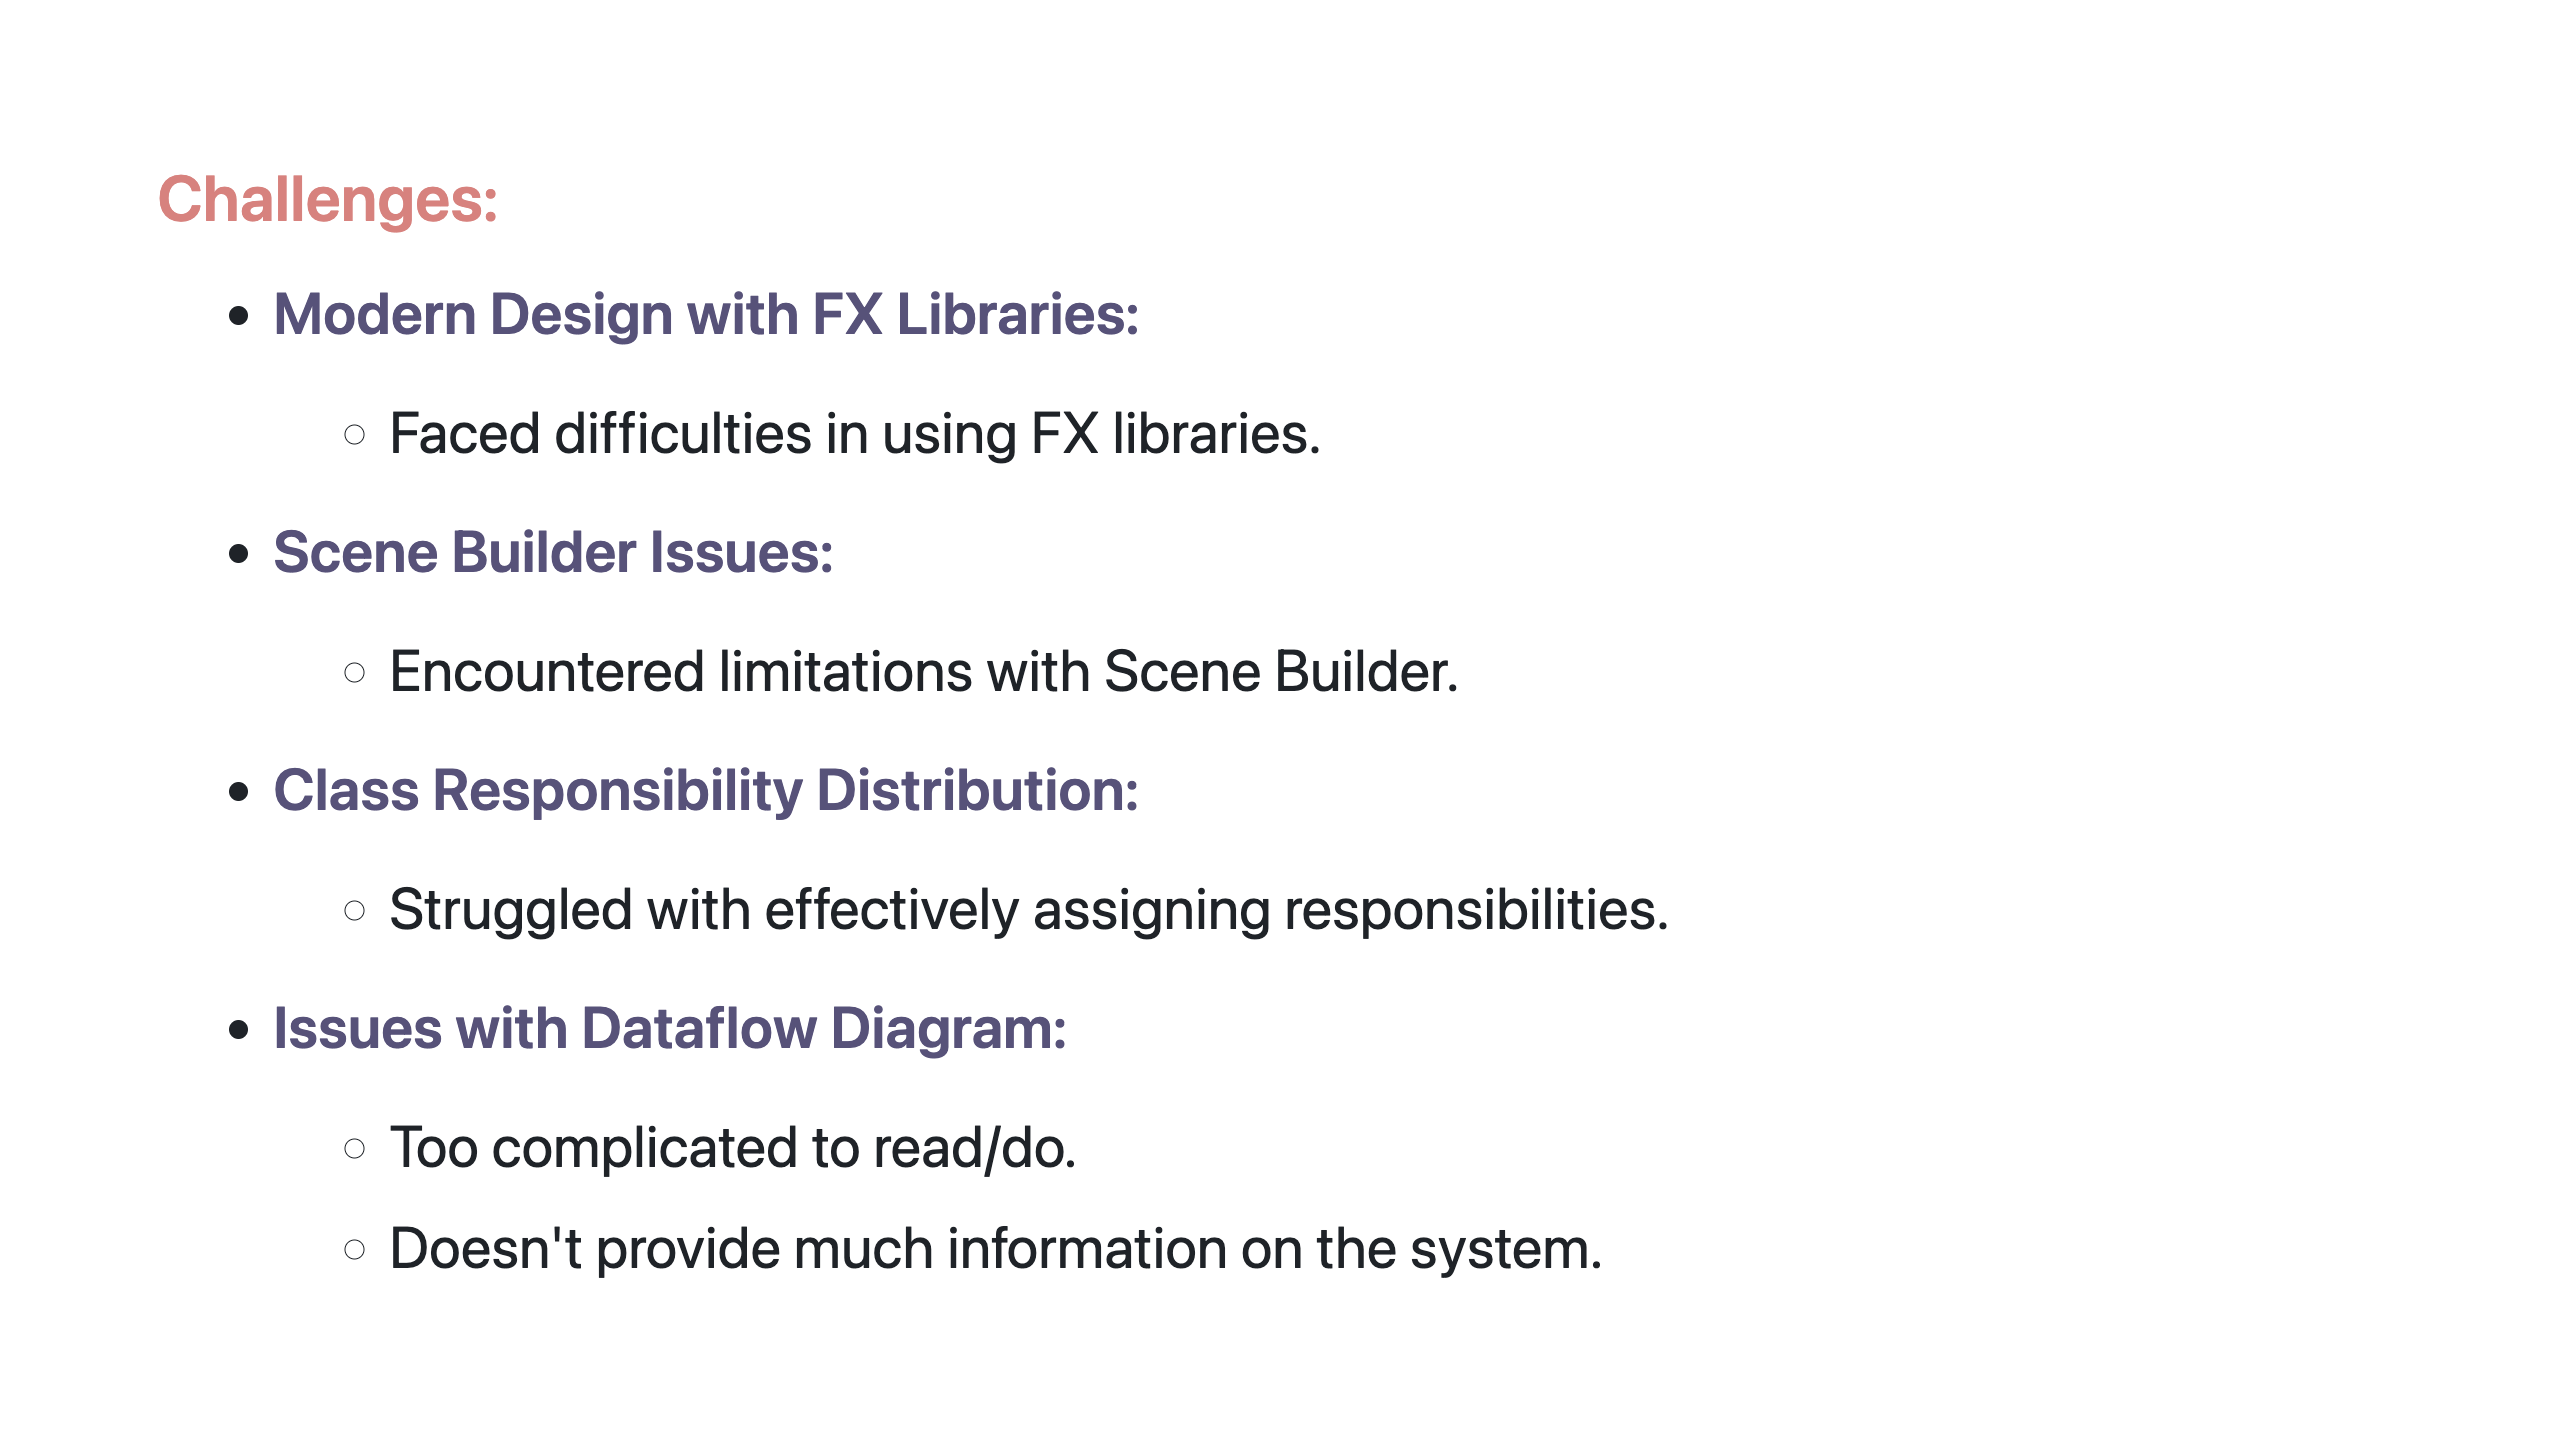 Challenges:
Modern Design with FX Libraries:
Faced difficulties in using FX libraries.
Scene Builder Issues:
Encountered limitations with Scene Builder.
Class Responsibility Distribution:
Struggled with effectively assigning responsibilities.
Issues with Dataflow Diagram:
Too complicated to read/do.
Doesn't provide much information on the system.